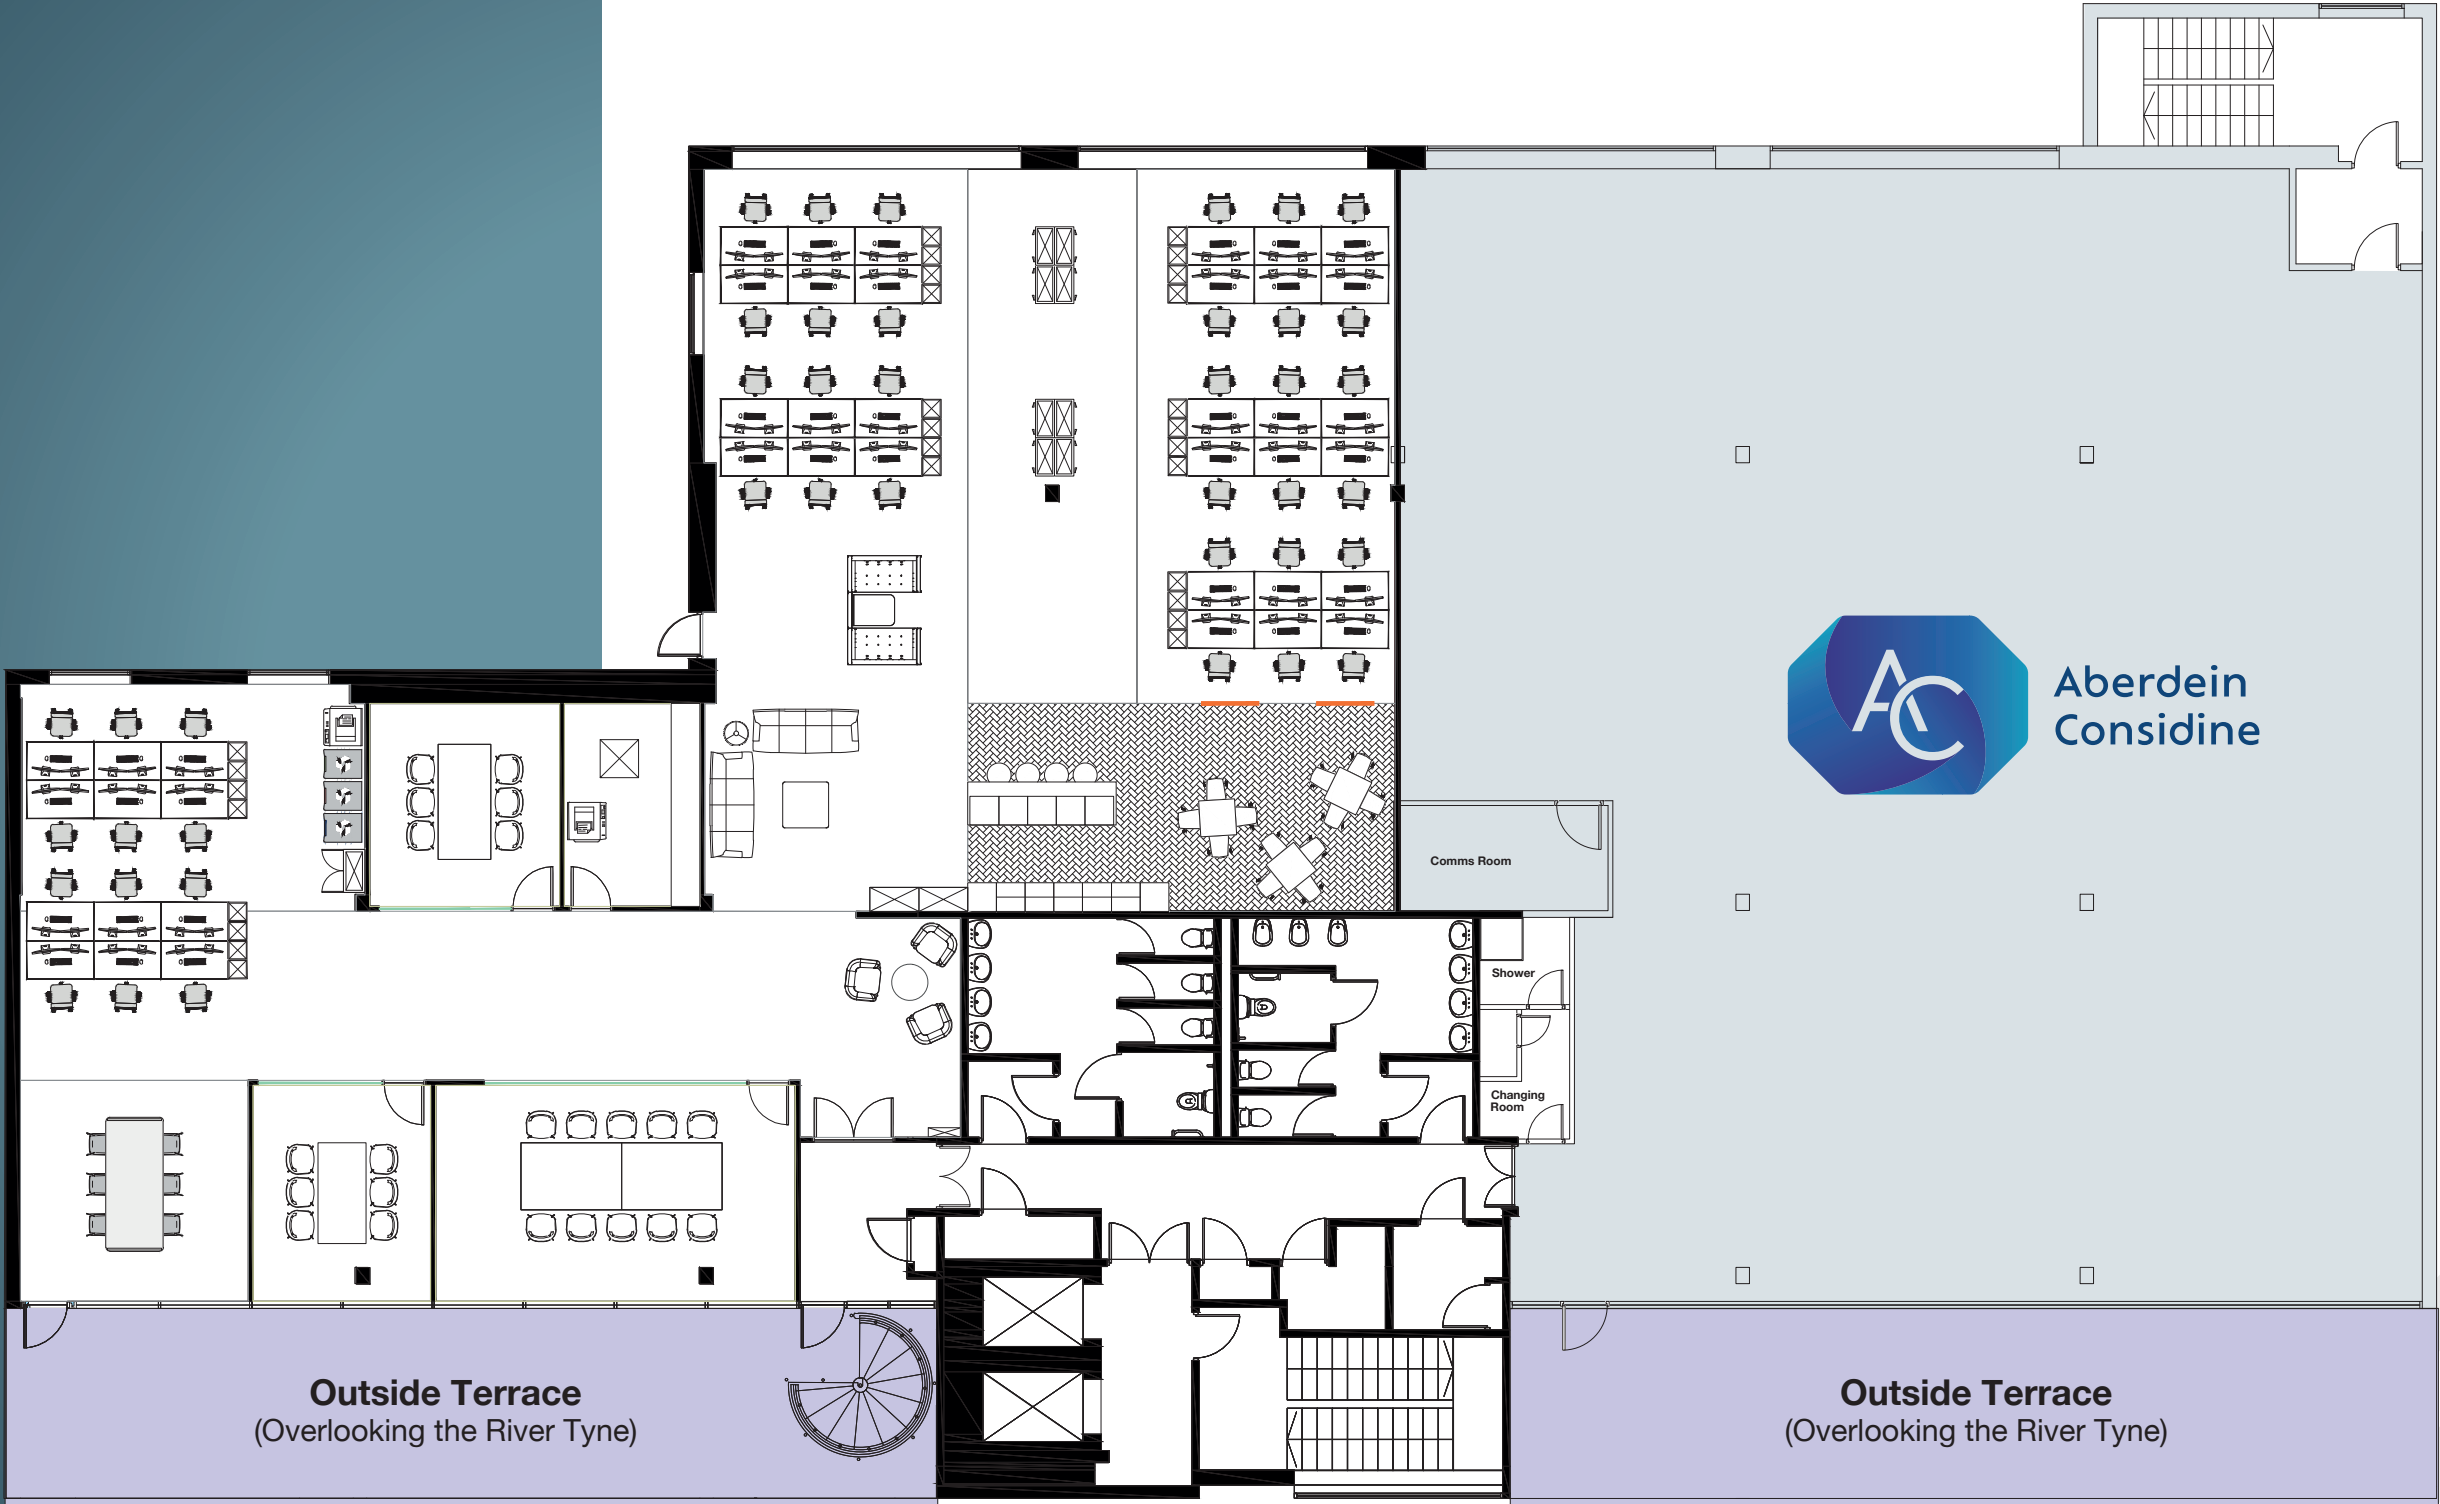 AC
Aberdein
Considine
Comms Room
Shower
Changing
Room
Outside Terrace
(Overlooking the River Tyne)
Outside Terrace
(Overlooking the River Tyne)